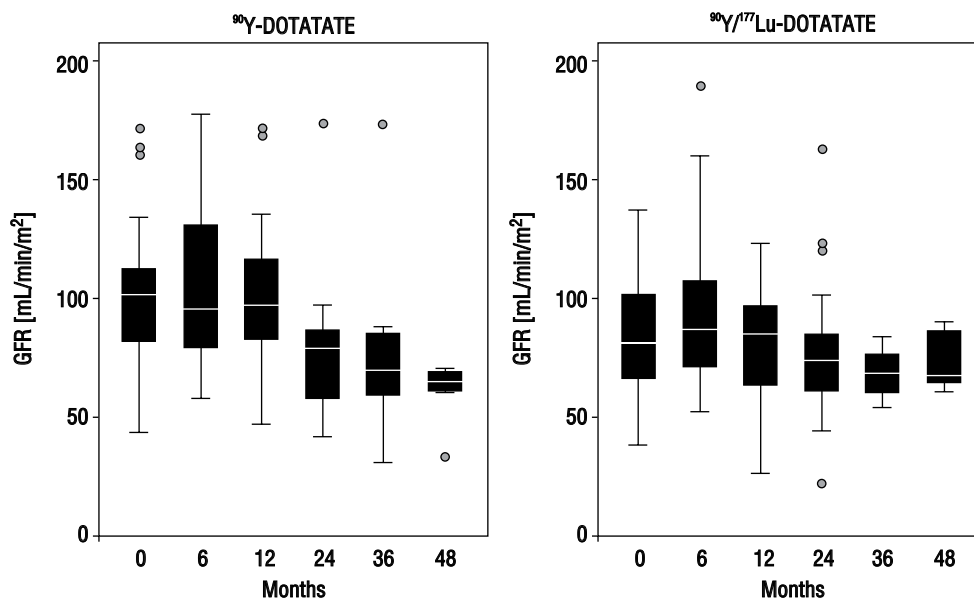 ⁹⁰Y-DOTATATE
GFR [mL/min/m²]
200
150
100
50
0
0 6 12 24 36 48
Months
⁹⁰Y/¹⁷⁷Lu-DOTATATE
GFR [mL/min/m²]
200
150
100
50
0
0 6 12 24 36 48
Months